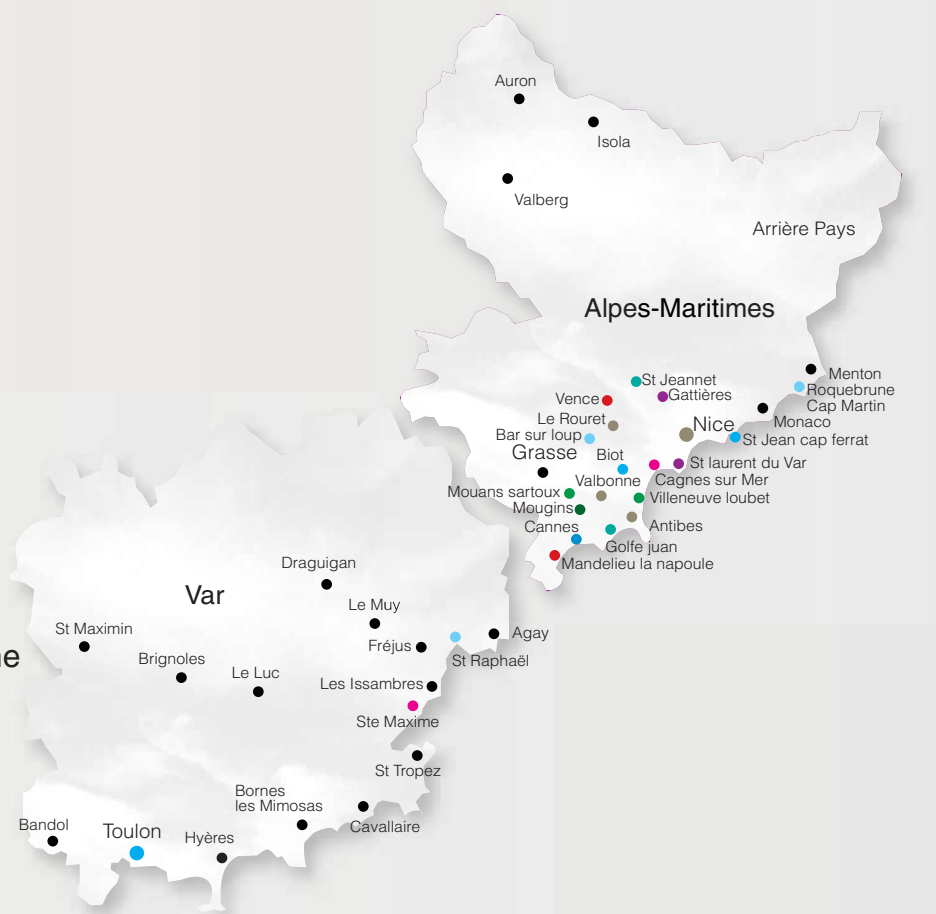 Auron
Isola
Valberg
Arrière Pays
Alpes-Maritimes
St Jeannet
Gattières
Menton
Roquebrune
Cap Martin
Vence
Le Rouret
Nice
Monaco
Bar sur loup
St Jean cap ferrat
Grasse
Biot
St laurent du Var
Cagnes sur Mer
Valbonne
Mouans sartoux
Villeneuve loubet
Mougins
Cannes
Antibes
Golfe juan
Mandelieu la napoule
Draguigan
Var
Le Muy
St Maximin
Agay
Fréjus
St Raphaël
Brignoles
Le Luc
Les Issambres
Ste Maxime
St Tropez
Bornes
les Mimosas
Cavallaire
Bandol
Toulon
Hyères